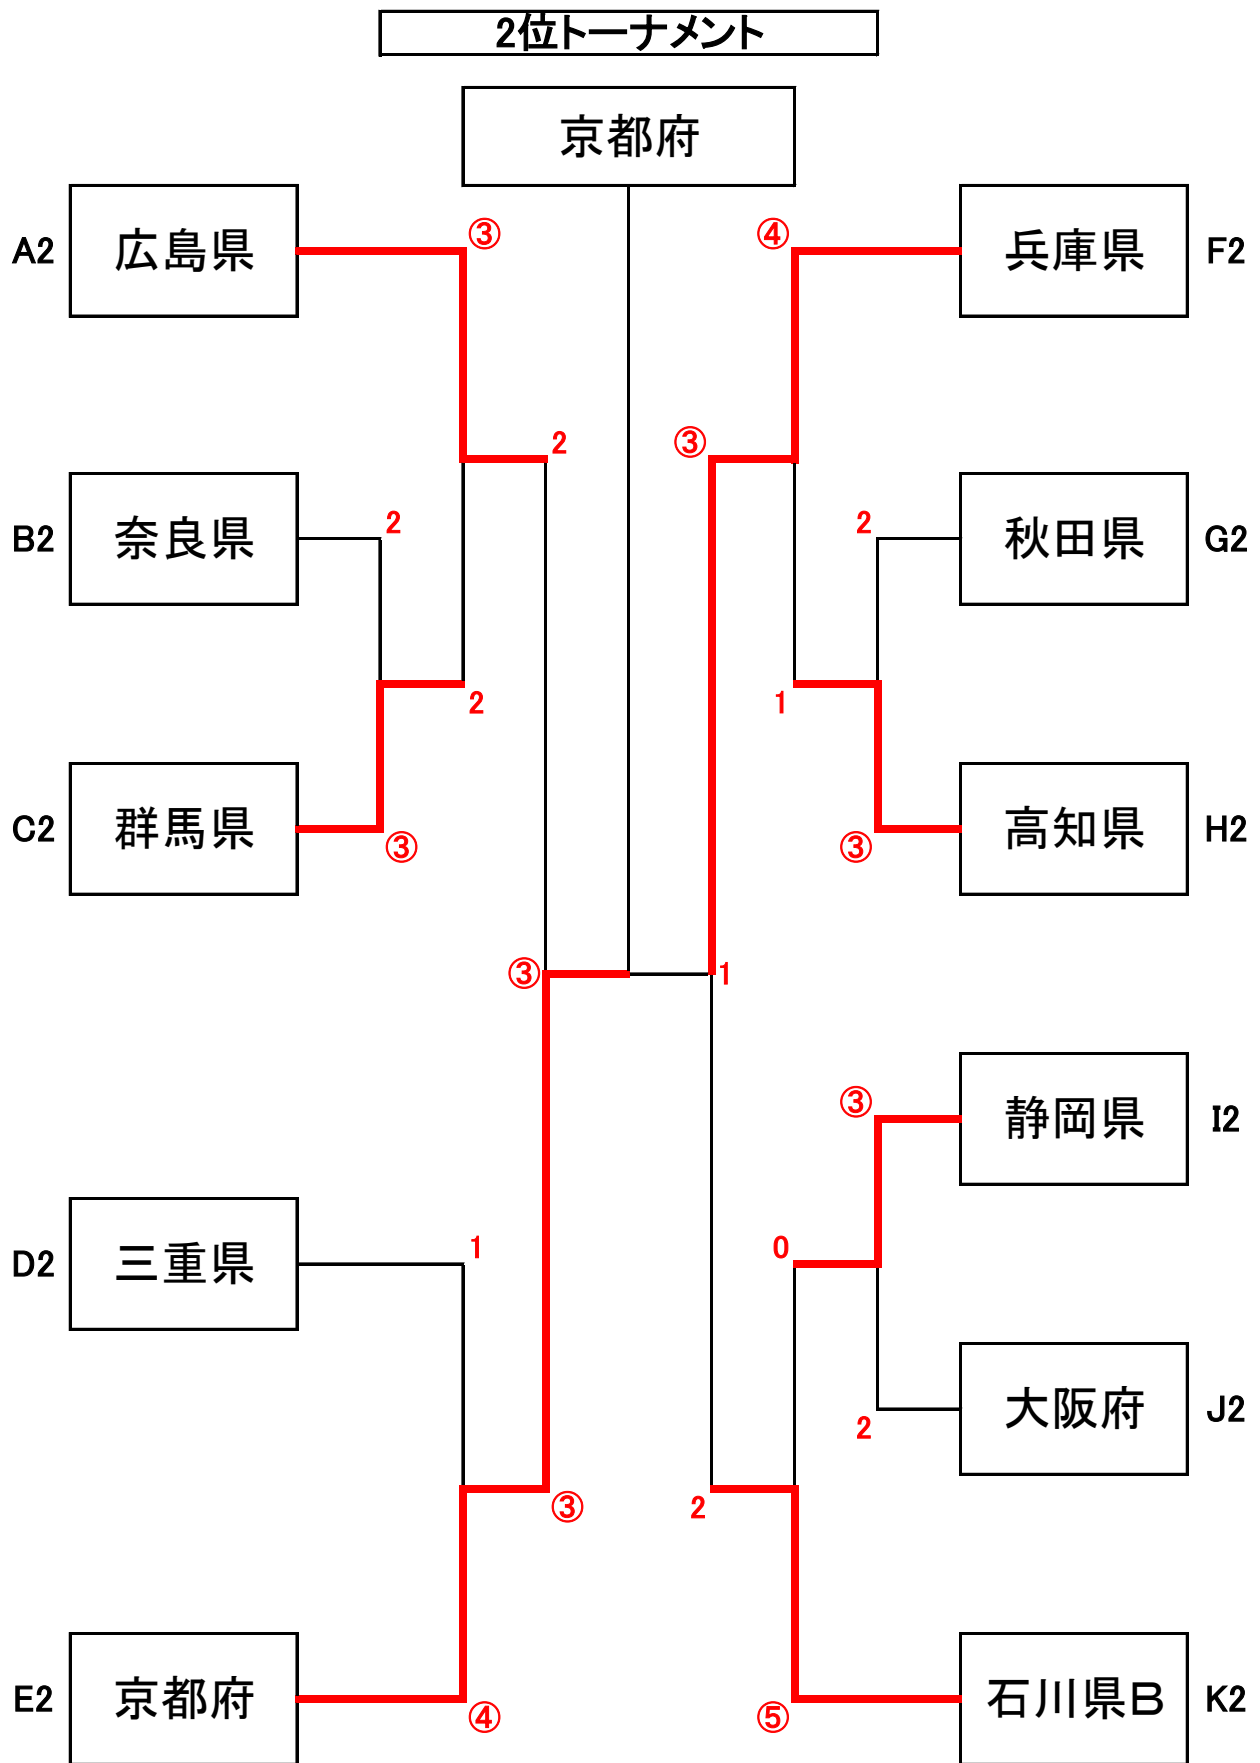 2位トーナメント
京都府
A2 広島県 ③ ④ 兵庫県 F2
2 ③
B2 奈良県 2 2 秋田県 G2
2 1
C2 群馬県 ③ ③ 高知県 H2
③ 1
③ 静岡県 I2
D2 三重県 1 0
2 大阪府 J2
③ 2
E2 京都府 ④ ⑤ 石川県B K2